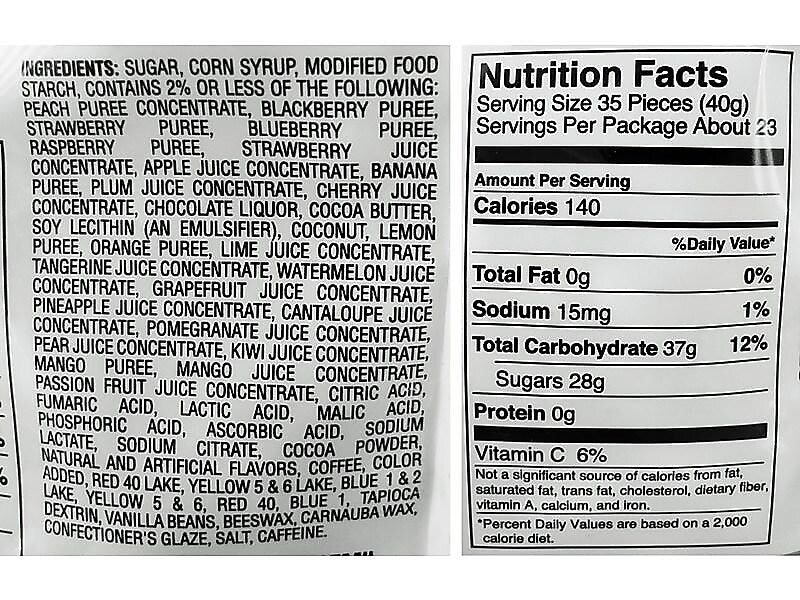 INGREDIENTS: SUGAR, CORN SYRUP, MODIFIED FOOD
STARCH, CONTAINS 2% OR LESS OF THE FOLLOWING:
PEACH PUREE CONCENTRATE, BLACKBERRY PUREE,
STRAWBERRY PUREE, BLUEBERRY PUREE,
RASPBERRY PUREE, STRAWBERRY JUICE
CONCENTRATE, APPLE JUICE CONCENTRATE, BANANA
PUREE, PLUM JUICE CONCENTRATE, CHERRY JUICE
CONCENTRATE, CHOCOLATE LIQUOR, COCOA BUTTER,
SOY LECITHIN (AN EMULSIFIER), COCONUT, LEMON
PUREE, ORANGE PUREE, LIME JUICE CONCENTRATE,
TANGERINE JUICE CONCENTRATE, WATERMELON JUICE
CONCENTRATE, GRAPEFRUIT JUICE CONCENTRATE,
PINEAPPLE JUICE CONCENTRATE, CANTALOUPE JUICE
CONCENTRATE, POMEGRANATE JUICE CONCENTRATE,
PEAR JUICE CONCENTRATE, KIWI JUICE CONCENTRATE,
MANGO PUREE, MANGO JUICE CONCENTRATE,
PASSION FRUIT JUICE CONCENTRATE, CITRIC ACID,
FUMARIC ACID, LACTIC ACID, MALIC ACID,
PHOSPHORIC ACID, ASCORBIC ACID, SODIUM
LACTATE, SODIUM CITRATE, COCOA POWDER,
NATURAL AND ARTIFICIAL FLAVORS, COFFEE, COLOR
ADDED, RED 40 LAKE, YELLOW 5 & 6 LAKE, BLUE 1 & 2
LAKE, YELLOW 5 & 6, RED 40, BLUE 1, TAPIOCA
DEXTRIN, VANILLA BEANS, BEESWAX, CARNAUBA WAX,
CONFECTIONER'S GLAZE, SALT, CAFFEINE.
Nutrition Facts
Serving Size 35 Pieces (40g)
Servings Per Package About 23
Amount Per Serving
Calories 140
%Daily Value*
Total Fat 0g 0%
Sodium 15mg 1%
Total Carbohydrate 37g 12%
Sugars 28g
Protein 0g
Vitamin C 6%
Not a significant source of calories from fat,
saturated fat, trans fat, cholesterol, dietary fiber,
vitamin A, calcium, and iron.
*Percent Daily Values are based on a 2,000
calorie diet.